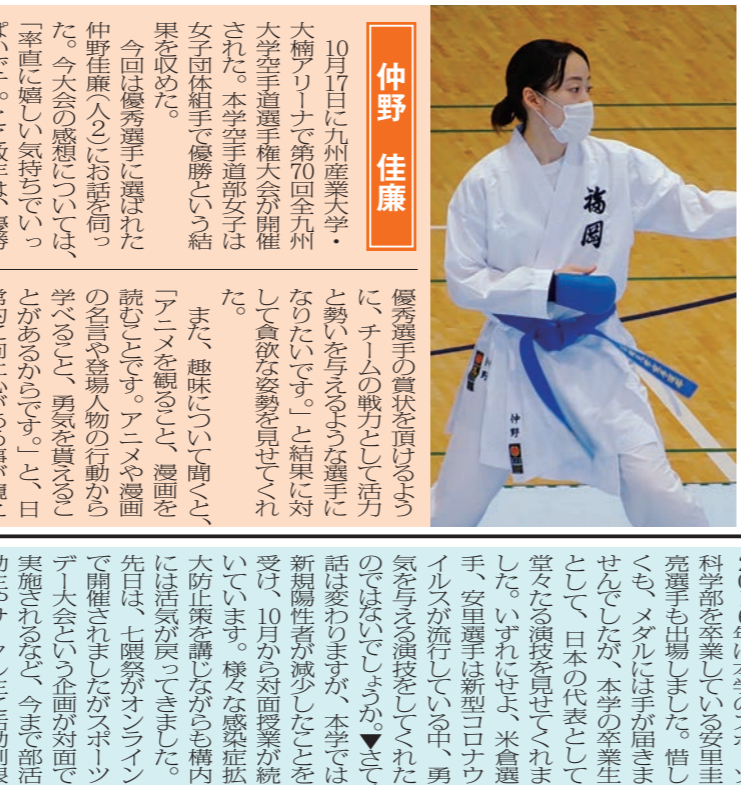 仲野 佳廉
10月17日に九州産業大学・
大楠アリーナで第70回全九州
大学空手道選手権大会が開催
された。本学空手道部女子は
女子団体組手で優勝という結
果を収めた。
今回は優秀選手に選ばれた
仲野佳廉(人2)にお話を伺っ
た。今大会の感想については、
「率直に嬉しい気持ちでいっ
優秀選手の賞状を頂けるよう
に、チームの戦力として活力
と勢いを与えるような選手に
なりたいです。」と結果に対
して貪欲な姿勢を見せてくれ
た。
また、趣味について聞くと、
「アニメを観ること、漫画を
読むことです。アニメや漫画
の名言や登場人物の行動から
学べること、勇気を貰えるこ
とがあるからです。」と、日
福岡
仲野
科学部を卒業している安里圭
亮選手も出場しました。惜し
くも、メダルには手が届きま
せんでしたが、本学の卒業生
として、日本の代表として
堂々たる演技を見せてくれま
した。いずれにせよ、米倉選
手、安里選手は新型コロナウ
イルスが流行している中、勇
気を与える演技をしてくれた
のではないでしょうか。▼さて
話は変わりますが、本学では
新規陽性者が減少したことを
受け、10月から対面授業が続
いています。様々な感染症拡
大防止策を講じながらも構内
には活気が戻ってきました。
先日は、七隈祭がオンライン
で開催されましたがスポーツ
デー大会という企画が対面で
実施されるなど、今まで部活